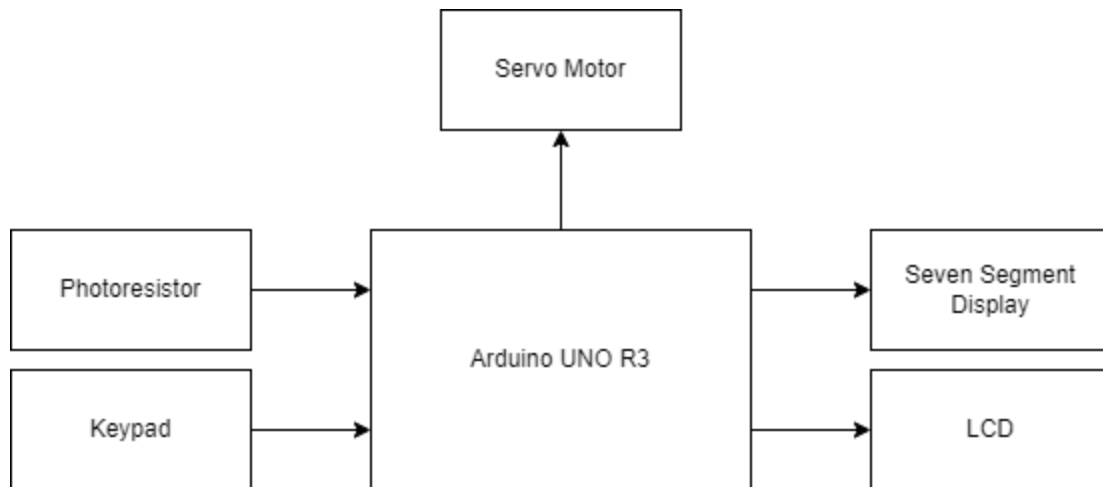 Servo Motor
Photoresistor
Seven Segment
Display
Arduino UNO R3
Keypad
LCD